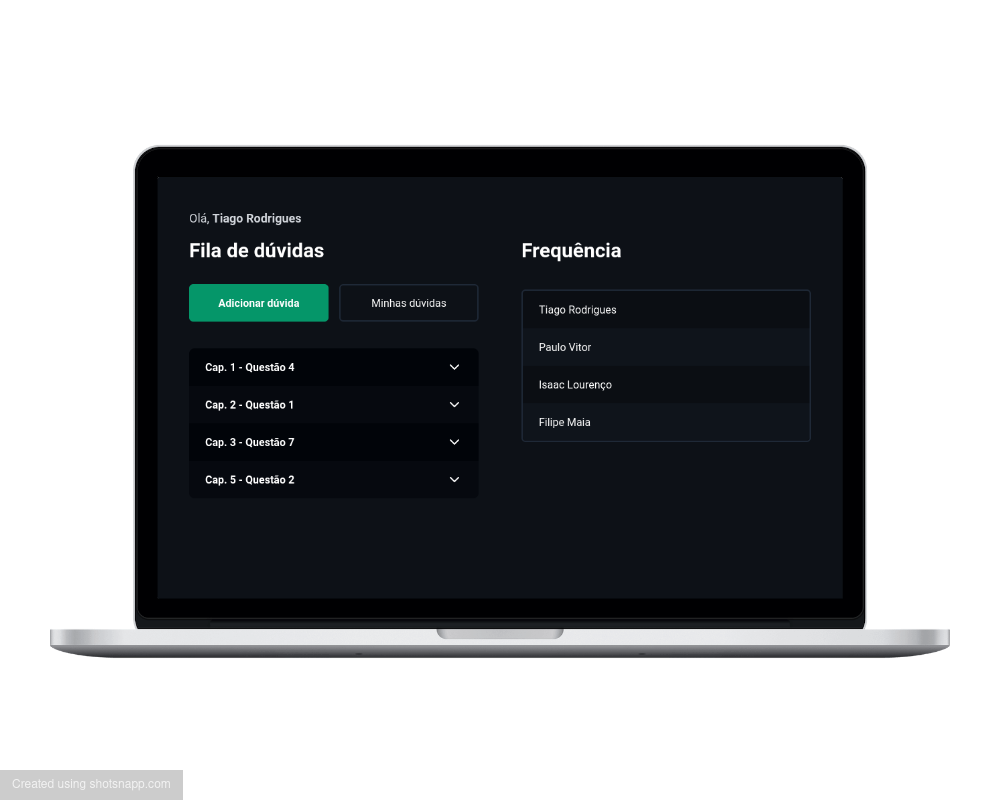 Olá, Tiago Rodrigues
Fila de dúvidas
Adicionar dúvida
Minhas dúvidas
Cap. 1 - Questão 4
Cap. 2 - Questão 1
Cap. 3 - Questão 7
Cap. 5 - Questão 2
Frequência
Tiago Rodrigues
Paulo Vitor
Isaac Lourenço
Filipe Maia
Created using shotsnapp.com